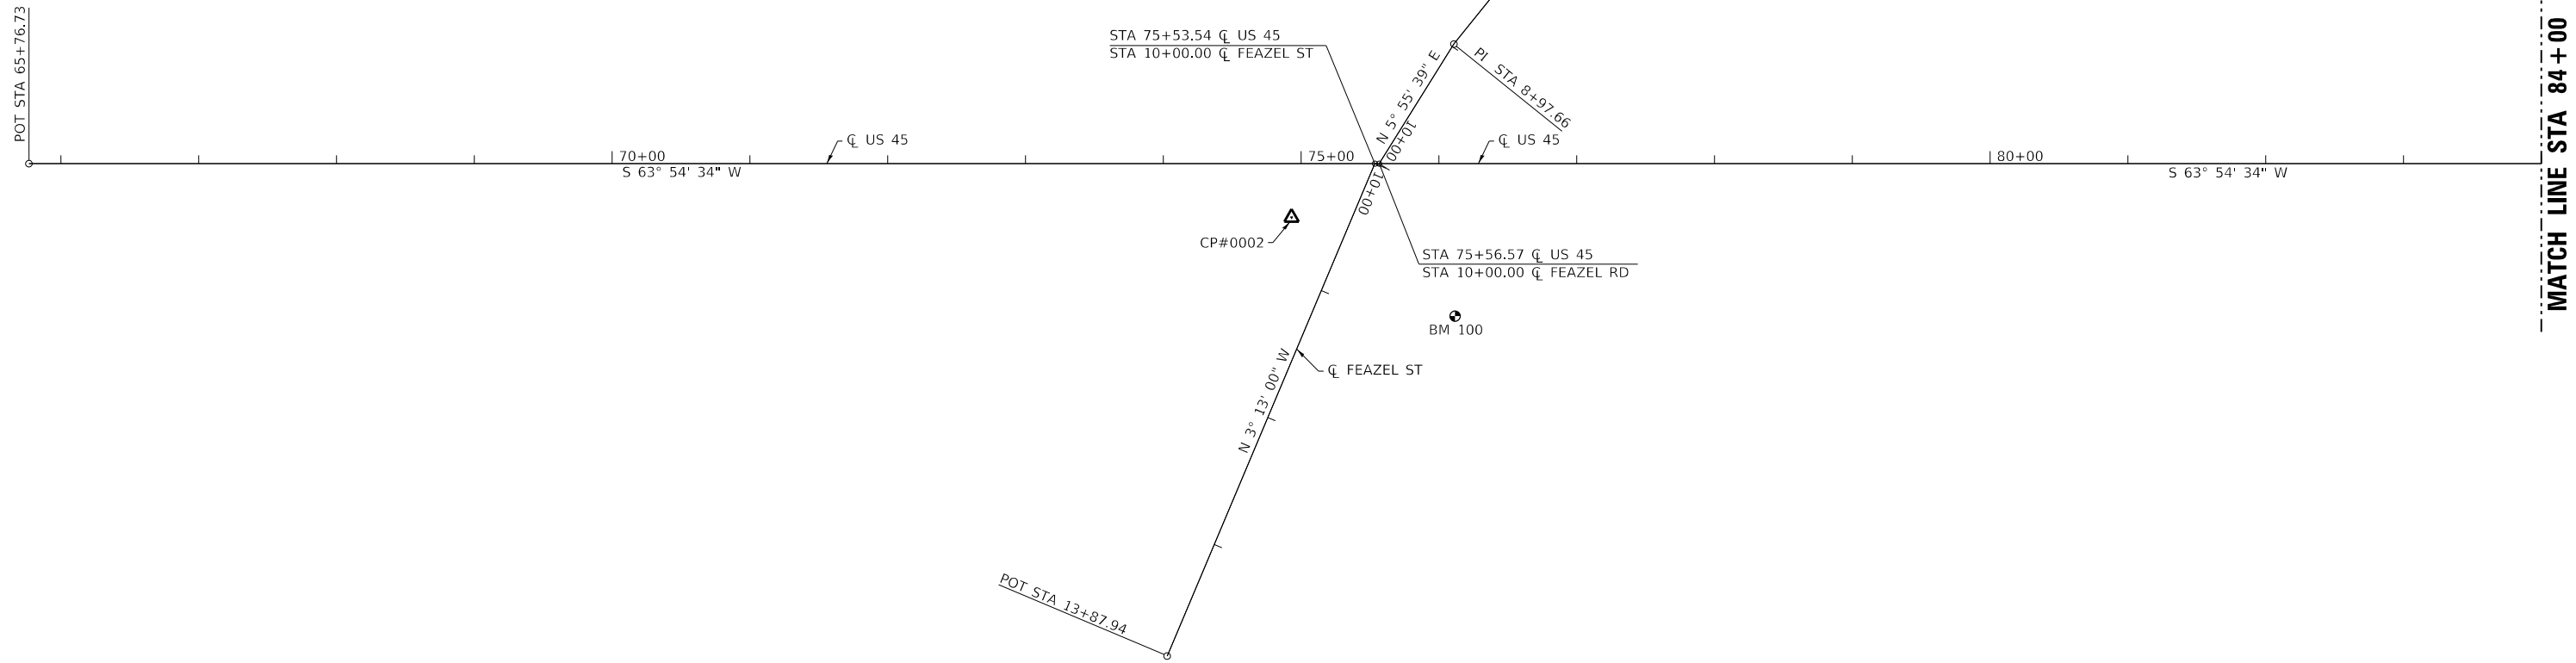 POT STA 65+76.73
STA 75+53.54 ℄ US 45
STA 10+00.00 ℄ FEAZEL ST
N 5° 55' 39" E
PI STA 8+97.66
℄ US 45
℄ US 45
70+00
75+00
80+00
S 63° 54' 34" W
S 63° 54' 34" W
10+00
10+00
CP#0002
STA 75+56.57 ℄ US 45
STA 10+00.00 ℄ FEAZEL RD
BM 100
N 3° 13' 00" W
℄ FEAZEL ST
POT STA 13+87.94
MATCH LINE STA 84+00